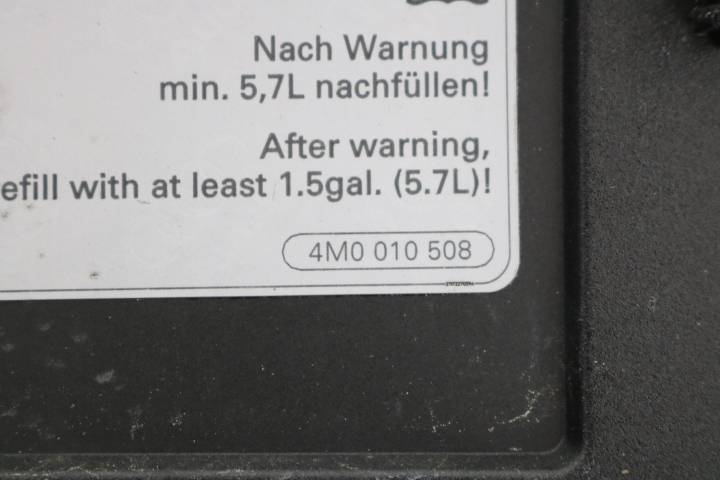 Nach Warnung
min. 5,7L nachfüllen!
After warning,
efill with at least 1.5gal. (5.7L)!
4M0 010 508